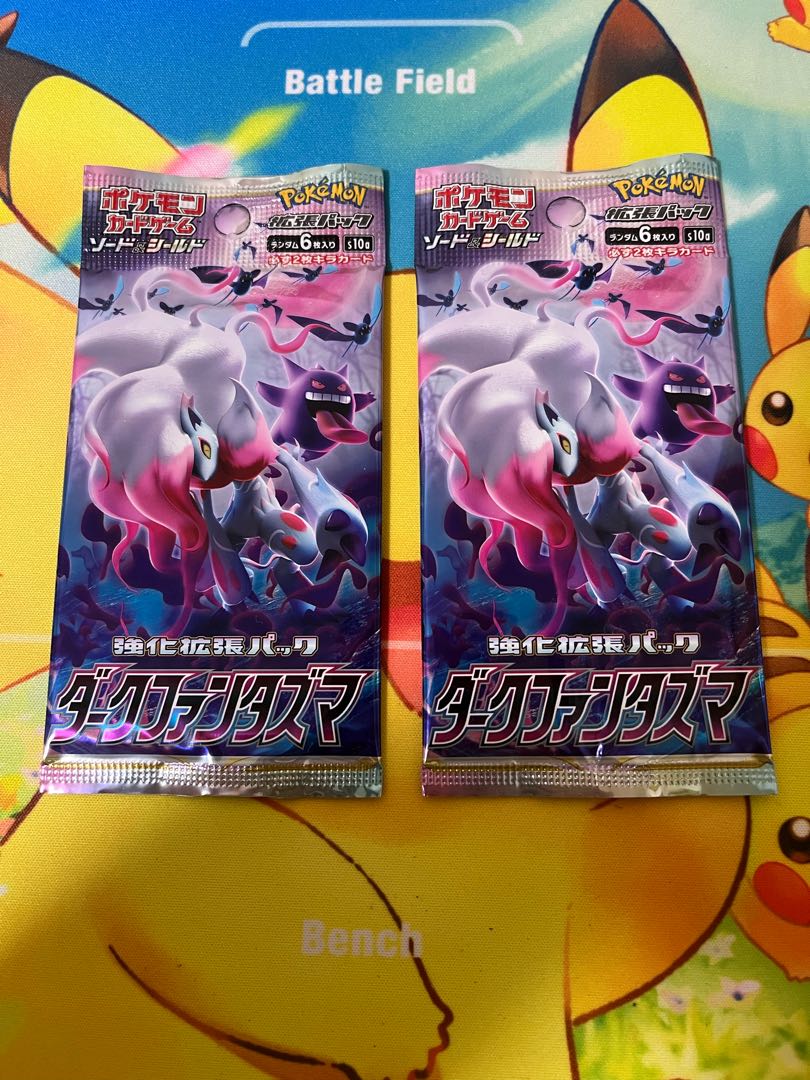 Battle Field
ポケモン
カードゲーム
ソード&シールド
POKÉMON
拡張パック
ランダム6枚入り S10a
必ず2枚キラカード
強化拡張パック
ダークファンタズマ
ポケモン
カードゲーム
ソード&シールド
POKÉMON
拡張パック
ランダム6枚入り S10a
必ず2枚キラカード
強化拡張パック
ダークファンタズマ
Bench